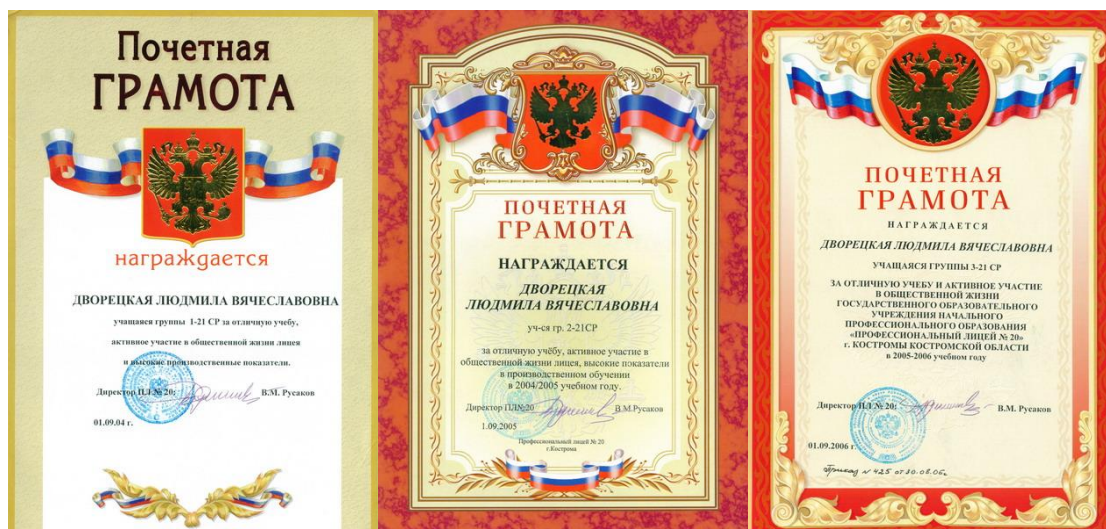 Почетная
ГРАМОТА
награждается
ДВОРЕЦКАЯ ЛЮДМИЛА ВЯЧЕСЛАВОВНА
учащаяся группы 1-21 СР за отличную учебу,
активное участие в общественной жизни лицея
и высокие производственные показатели.
Директор ПЛ № 20: В.М. Русаков
01.09.04 г.
ПОЧЕТНАЯ
ГРАМОТА
НАГРАЖДАЕТСЯ
ДВОРЕЦКАЯ
ЛЮДМИЛА ВЯЧЕСЛАВОВНА
уч-ся гр. 2-21СР
за отличную учёбу, активное участие в
общественной жизни лицея, высокие показатели
в производственном обучении
в 2004/2005 учебном году.
Директор ПЛ№20 В.М.Русаков
1.09.2005
Профессиональный лицей № 20
г.Кострома
ПОЧЕТНАЯ
ГРАМОТА
НАГРАЖДАЕТСЯ
ДВОРЕЦКАЯ ЛЮДМИЛА ВЯЧЕСЛАВОВНА
УЧАЩАЯСЯ ГРУППЫ 3-21 СР
ЗА ОТЛИЧНУЮ УЧЕБУ И АКТИВНОЕ УЧАСТИЕ
В ОБЩЕСТВЕННОЙ ЖИЗНИ
ГОСУДАРСТВЕННОГО ОБРАЗОВАТЕЛЬНОГО
УЧРЕЖДЕНИЯ НАЧАЛЬНОГО
ПРОФЕССИОНАЛЬНОГО ОБРАЗОВАНИЯ
«ПРОФЕССИОНАЛЬНЫЙ ЛИЦЕЙ № 20»
г. КОСТРОМЫ КОСТРОМСКОЙ ОБЛАСТИ
в 2005-2006 учебном году
Директор ПЛ № 20; В.М. Русаков
01.09.2006 г.
Приказ № 425 от 30.08.06г.